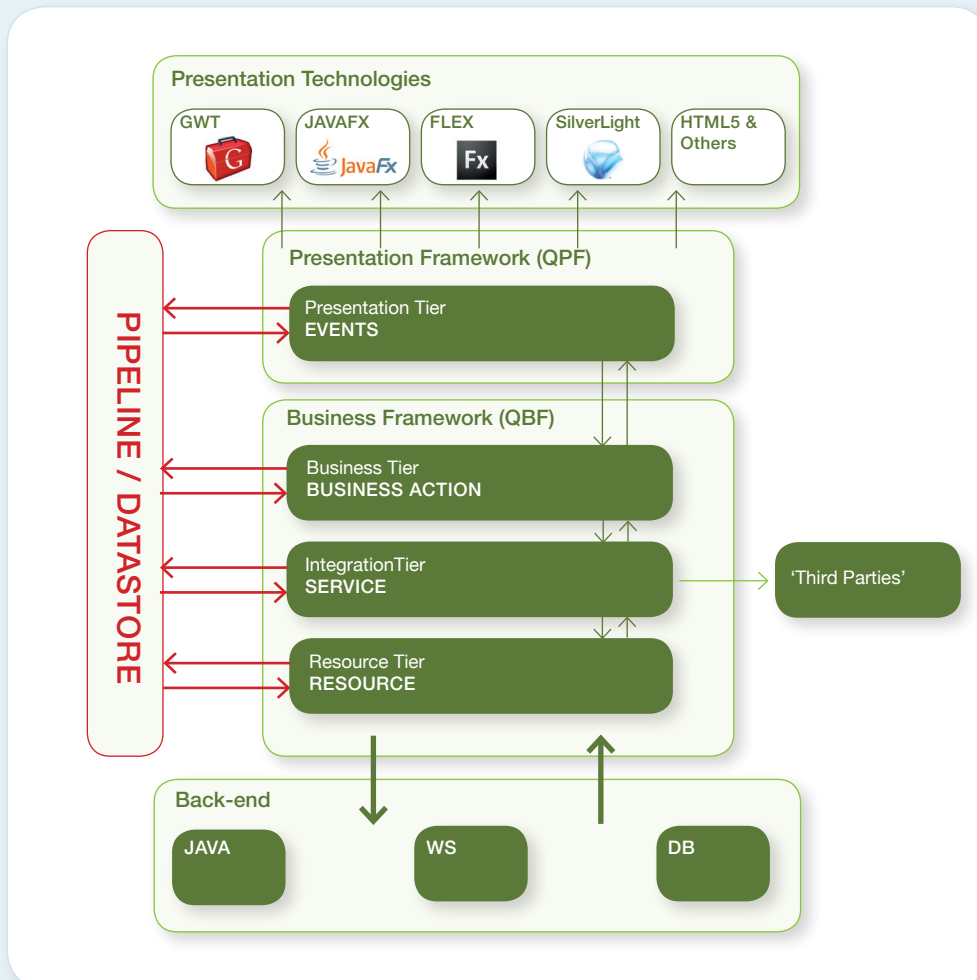 Presentation Technologies
GWT
G
JAVAFX
JavaFx
FLEX
Fx
SilverLight
HTML5 &
Others
Presentation Framework (QPF)
Presentation Tier
EVENTS
PIPELINE / DATASTORE
Business Framework (QBF)
Business Tier
BUSINESS ACTION
IntegrationTier
SERVICE
‘Third Parties’
Resource Tier
RESOURCE
Back-end
JAVA
WS
DB